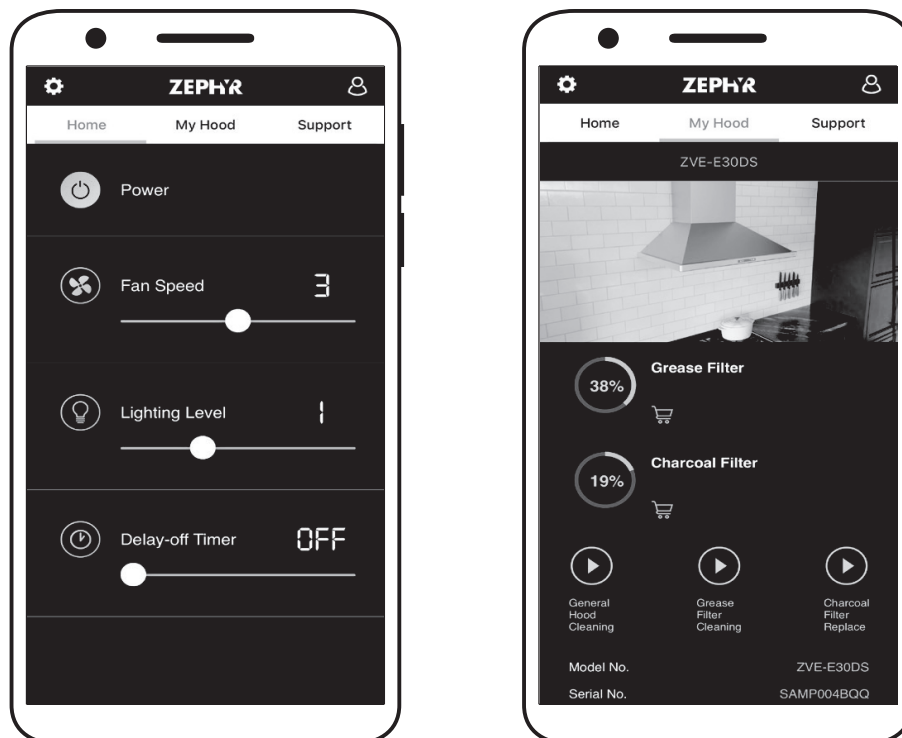 ZEPHYR
Home My Hood Support
Power
Fan Speed 3
Lighting Level 1
Delay-off Timer OFF
ZEPHYR
Home My Hood Support
ZVE-E30DS
38% Grease Filter
19% Charcoal Filter
General
Hood
Cleaning
Grease
Filter
Cleaning
Charcoal
Filter
Replace
Model No. ZVE-E30DS
Serial No. SAMP004BQQ